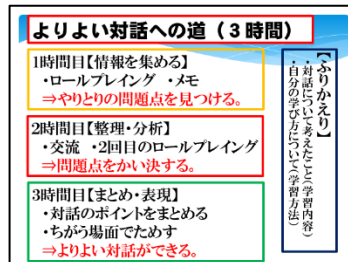 よりよい対話への道(3時間)
1時間目【情報を集める】
・ロールプレイング ・メモ
⇒やりとりの問題点を見つける。
2時間目【整理・分析】
・交流 ・2回目のロールプレイング
⇒問題点をかい決する。
3時間目【まとめ・表現】
・対話のポイントをまとめる
・ちがう場面でためす
⇒よりよい対話ができる。
【ふりかえり】
・対話について考えたこと(学習内容)
・自分の学び方について(学習方法)